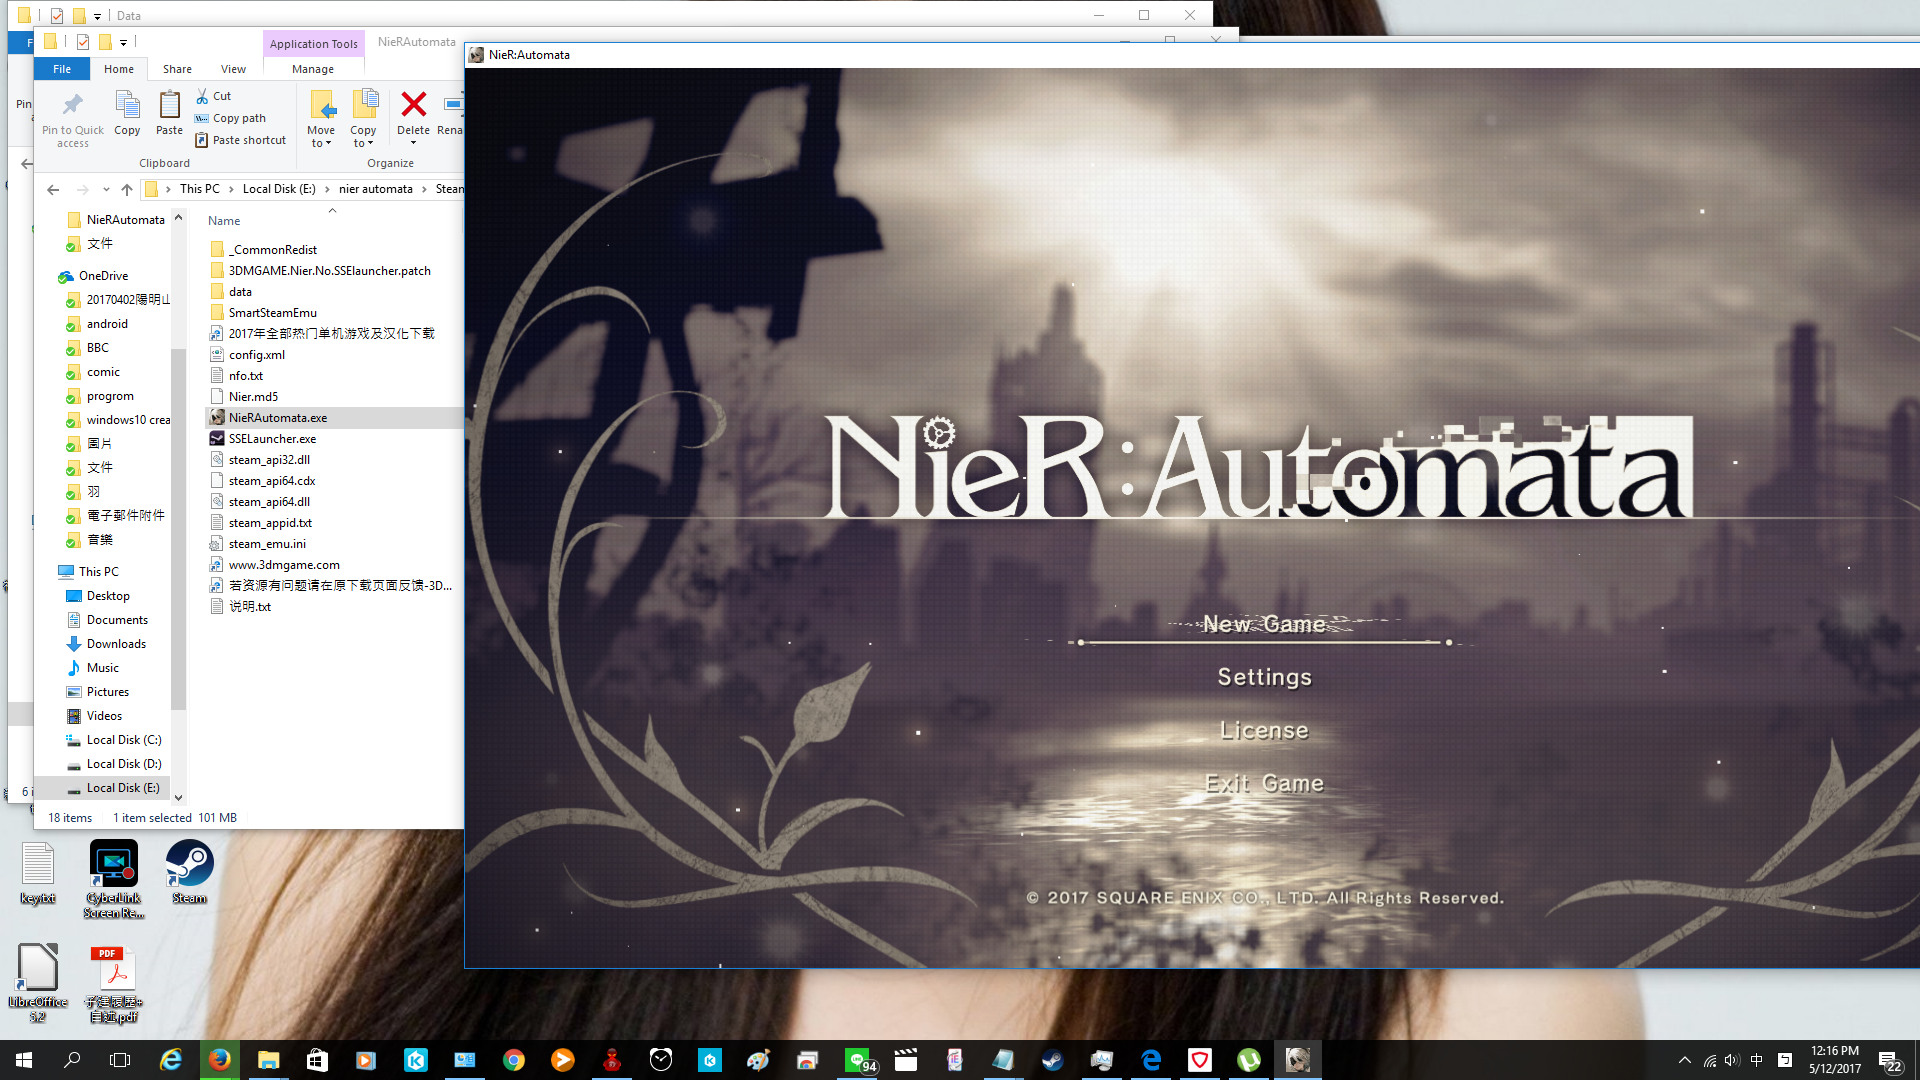 Data
F
Application Tools
NieRAutomata
File
Home
Share
View
Manage
Pin
Pin to Quick access
Copy
Paste
Cut
Copy path
Paste shortcut
Clipboard
Move to
Copy to
Delete
Rena
Organize
This PC
Local Disk (E:)
nier automata
Steam
NieRAutomata
文件
OneDrive
20170402陽明山
android
BBC
comic
progrom
windows10 crea
圖片
文件
羽
電子郵件附件
音樂
This PC
Desktop
Documents
Downloads
Music
Pictures
Videos
Local Disk (C:)
Local Disk (D:)
Local Disk (E:)
Name
_CommonRedist
3DMGAME.Nier.No.SSElauncher.patch
data
SmartSteamEmu
2017年全部热门单机游戏及汉化下载
config.xml
nfo.txt
Nier.md5
NieRAutomata.exe
SSELauncher.exe
steam_api32.dll
steam_api64.cdx
steam_api64.dll
steam_appid.txt
steam_emu.ini
www.3dmgame.com
若资源有问题请在原下载页面反馈-3D...
说明.txt
6 i
18 items
1 item selected 101 MB
NieR:Automata
NieR:Automata
New Game
Settings
License
Exit Game
© 2017 SQUARE ENIX CO., LTD. All Rights Reserved.
key.txt
CyberLink
Screen Re...
Steam
LibreOffice
5.2
PDF
子建履歷+
自述.pdf
94
中
ㄅ
12:16 PM
5/12/2017
22